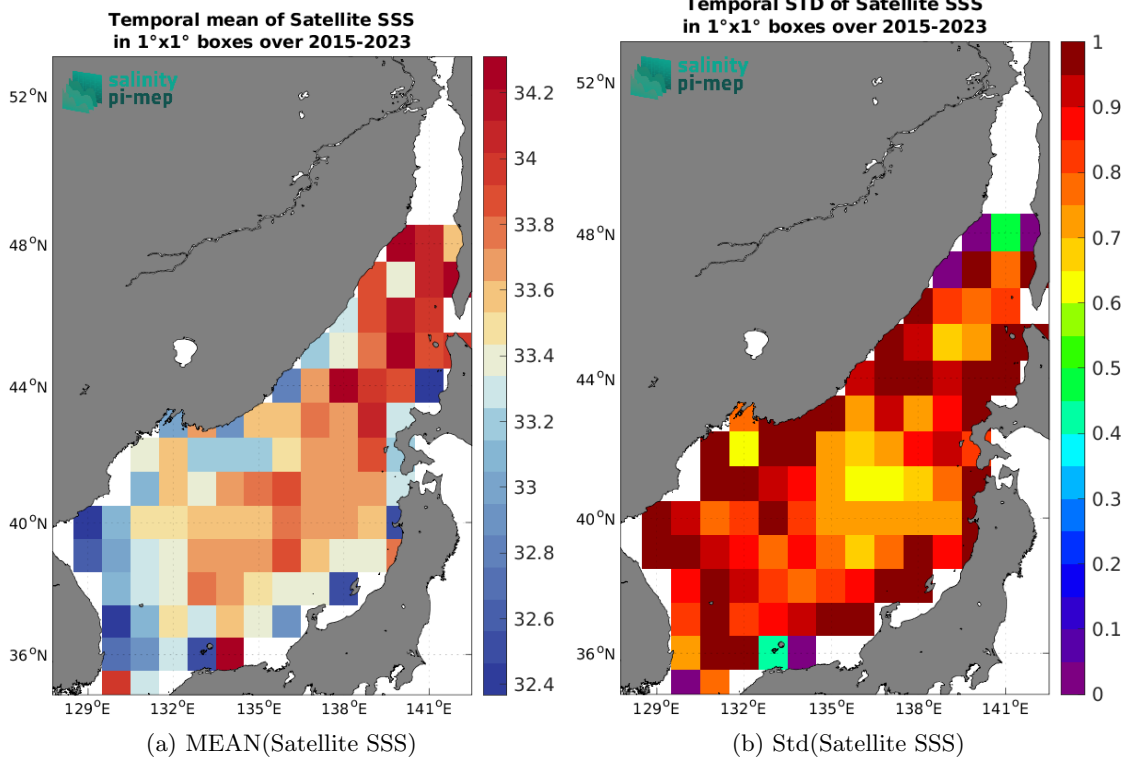 Temporal mean of Satellite SSS
in 1°x1° boxes over 2015-2023
salinity
pi-mep
52°N
48°N
44°N
40°N
36°N
129°E 132°E 135°E 138°E 141°E
34.2
34
33.8
33.6
33.4
33.2
33
32.8
32.6
32.4
(a) MEAN(Satellite SSS)
Temporal STD of Satellite SSS
in 1°x1° boxes over 2015-2023
salinity
pi-mep
52°N
48°N
44°N
40°N
36°N
129°E 132°E 135°E 138°E 141°E
1
0.9
0.8
0.7
0.6
0.5
0.4
0.3
0.2
0.1
0
(b) Std(Satellite SSS)